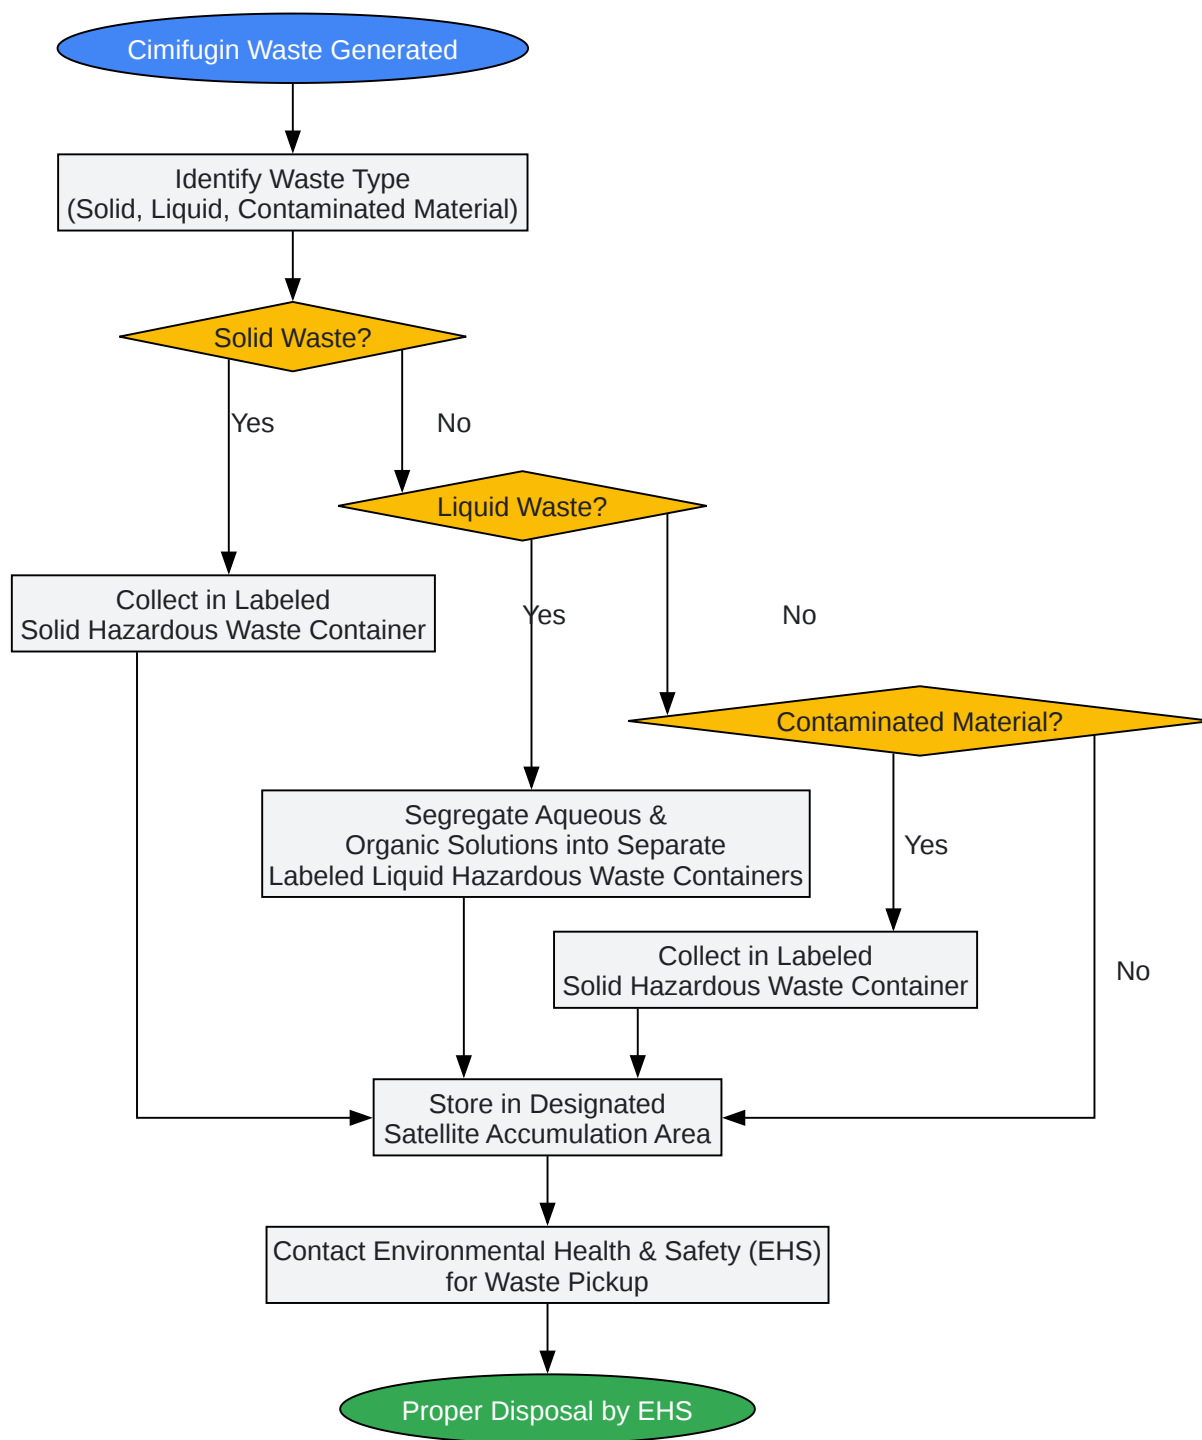 Cimifugin Waste Generated
Identify Waste Type
(Solid, Liquid, Contaminated Material)
Solid Waste?
Yes
No
Liquid Waste?
Collect in Labeled
Solid Hazardous Waste Container
Yes
No
Contaminated Material?
Segregate Aqueous &
Organic Solutions into Separate
Labeled Liquid Hazardous Waste Containers
Yes
Collect in Labeled
Solid Hazardous Waste Container
No
Store in Designated
Satellite Accumulation Area
Contact Environmental Health & Safety (EHS)
for Waste Pickup
Proper Disposal by EHS